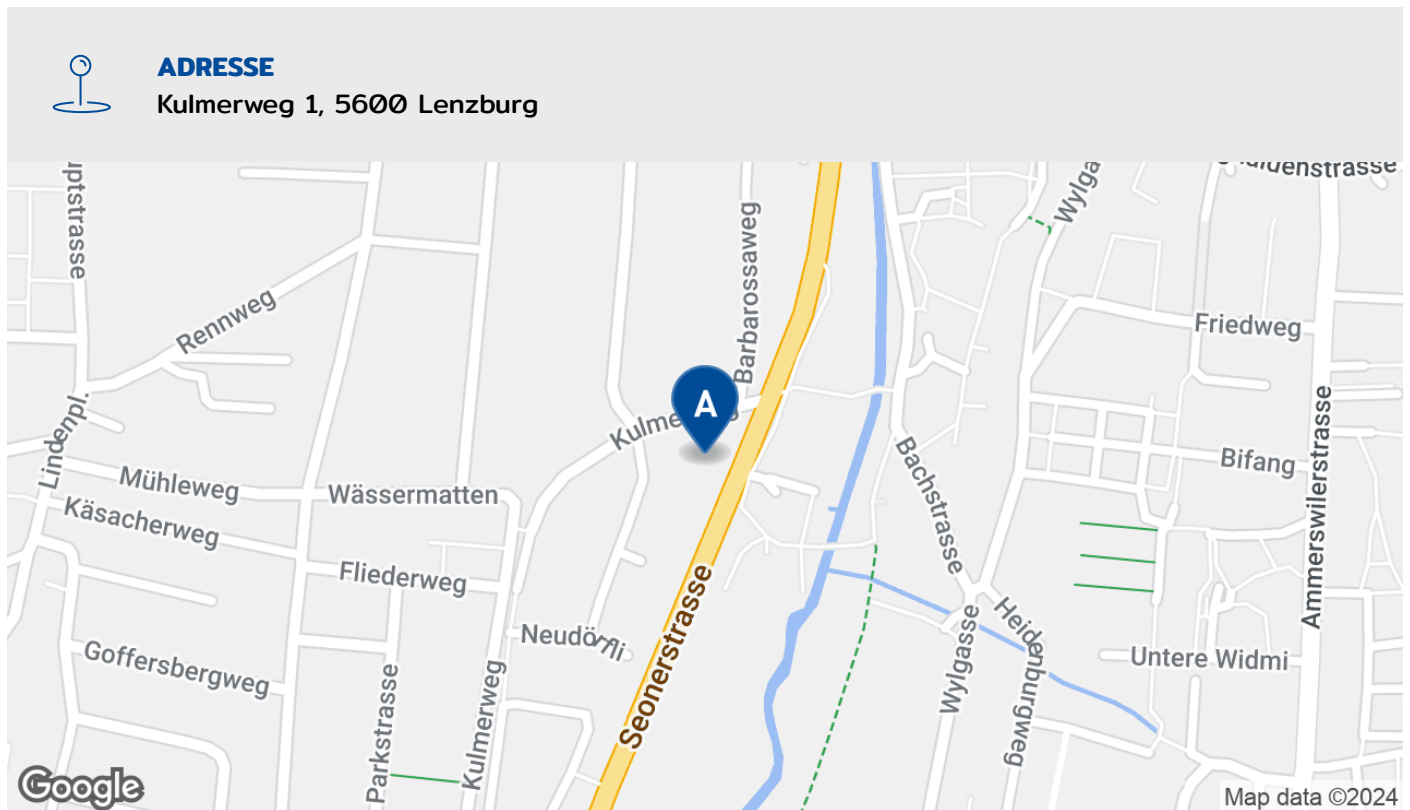 ADRESSE
Kulmerweg 1, 5600 Lenzburg
Wylga
Barbarossaweg
Rennweg
Friedweg
Lindenpl.
Bachstrasse
Bifang
Ammerswilerstrasse
Mühleweg
Wässermatten
Käsacherweg
A
Fliederweg
Seonerstrasse
Neudörfli
Wylgasse
Heidenburgweg
Untere Widmi
Goffersbergweg
Parkstrasse
Kulmerweg
Google
Map data ©2024